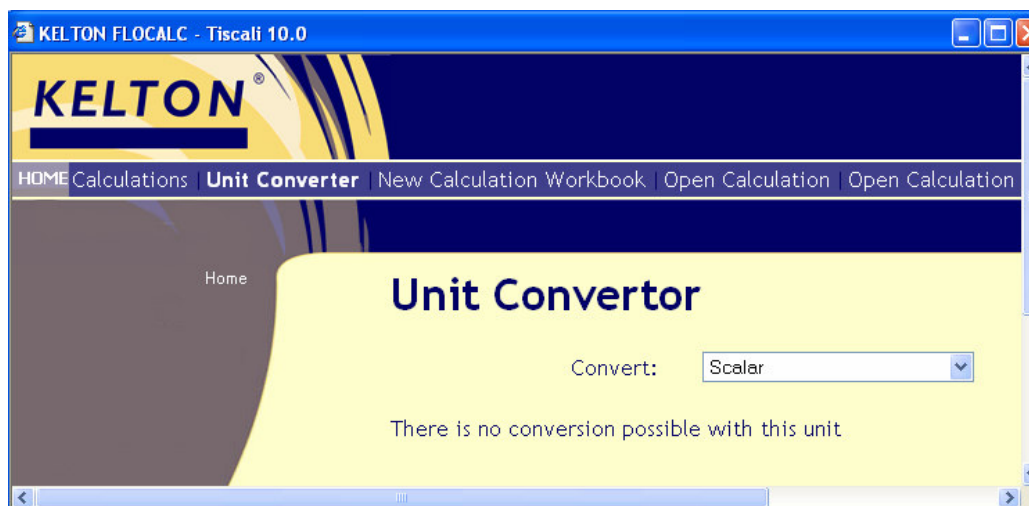 KELTON FLOCALC - Tiscali 10.0
KELTON®
HOME Calculations | Unit Converter | New Calculation Workbook | Open Calculation | Open Calculation
Home
Unit Convertor
Convert: Scalar
There is no conversion possible with this unit